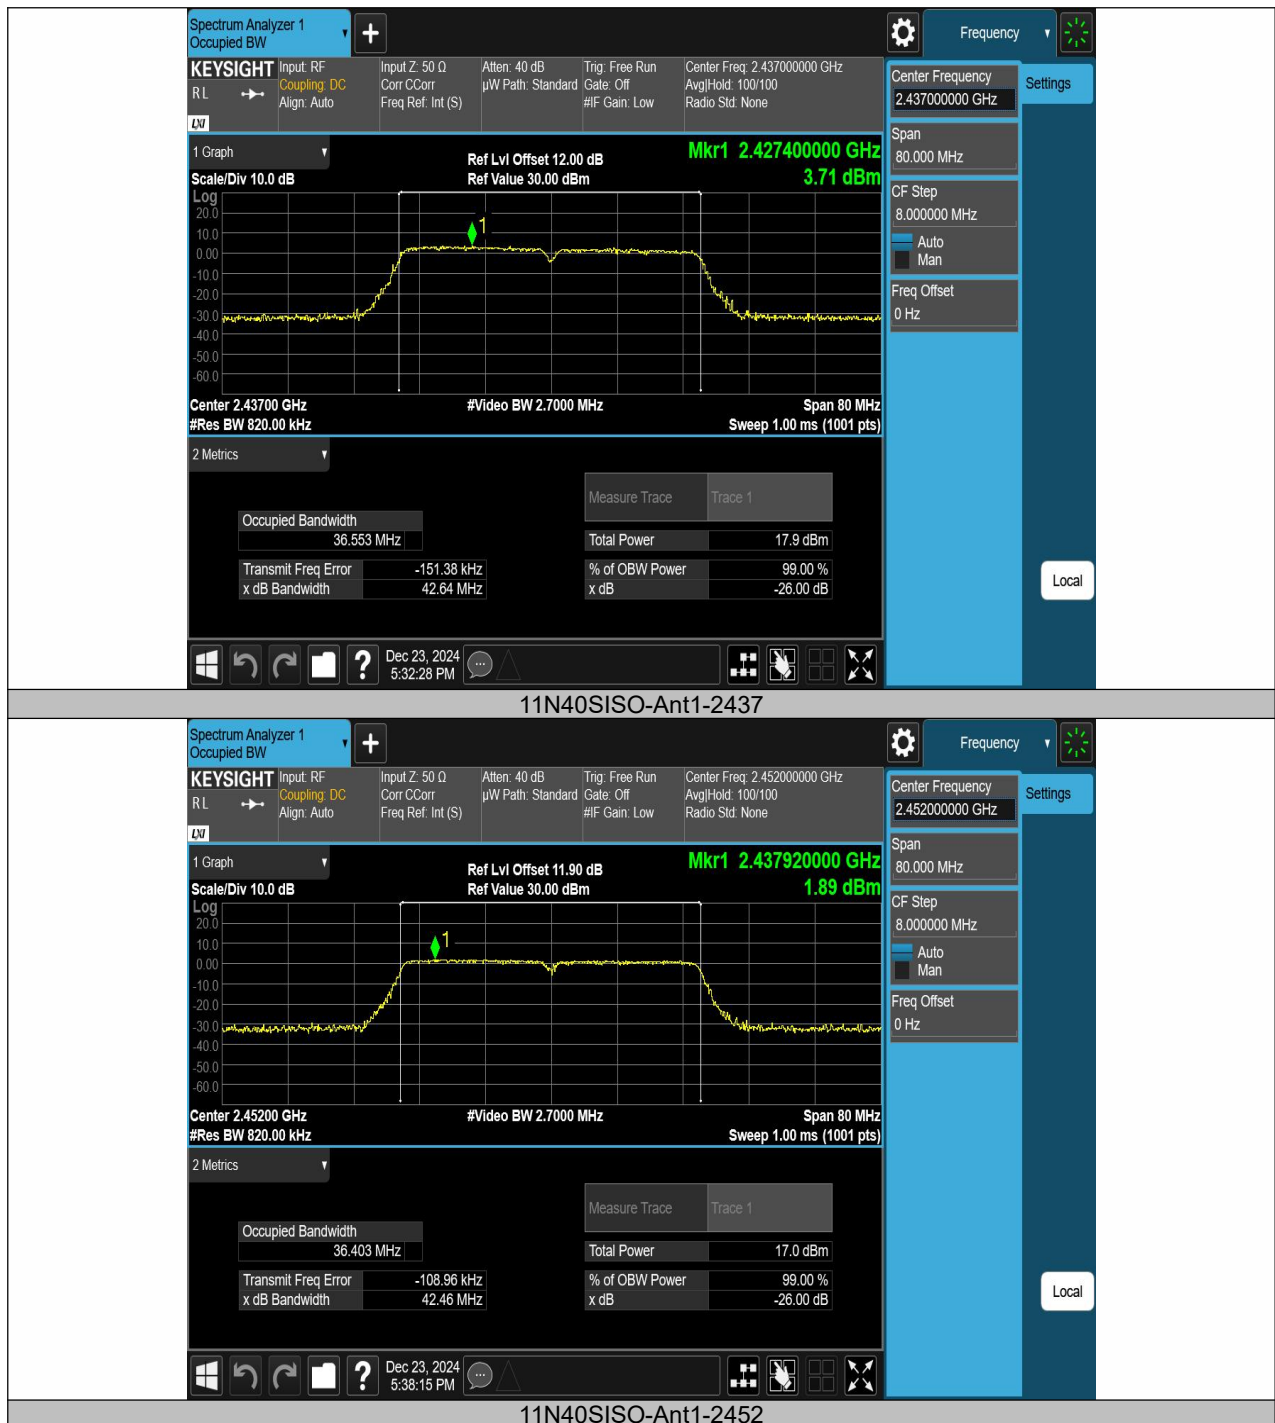 Spectrum Analyzer 1
Occupied BW
+
Frequency
KEYSIGHT
R L
LXI
Input: RF
Coupling: DC
Align: Auto
Input Z: 50 Ω
Corr CCorr
Freq Ref: Int (S)
Atten: 40 dB
µW Path: Standard
Trig: Free Run
Gate: Off
#IF Gain: Low
Center Freq: 2.437000000 GHz
Avg|Hold: 100/100
Radio Std: None
Center Frequency
2.437000000 GHz
Settings
Span
80.000 MHz
CF Step
8.000000 MHz
Auto
Man
Freq Offset
0 Hz
Local
1 Graph
Scale/Div 10.0 dB
Ref Lvl Offset 12.00 dB
Ref Value 30.00 dBm
Mkr1 2.427400000 GHz
3.71 dBm
Log
20.0
10.0
0.00
-10.0
-20.0
-30.0
-40.0
-50.0
-60.0
1
Center 2.43700 GHz
#Res BW 820.00 kHz
#Video BW 2.7000 MHz
Span 80 MHz
Sweep 1.00 ms (1001 pts)
2 Metrics
Measure Trace Trace 1
Occupied Bandwidth
36.553 MHz
Total Power 17.9 dBm
Transmit Freq Error -151.38 kHz
% of OBW Power 99.00 %
x dB Bandwidth 42.64 MHz
x dB -26.00 dB
?
Dec 23, 2024
5:32:28 PM
11N40SISO-Ant1-2437
Spectrum Analyzer 1
Occupied BW
+
Frequency
KEYSIGHT
R L
LXI
Input: RF
Coupling: DC
Align: Auto
Input Z: 50 Ω
Corr CCorr
Freq Ref: Int (S)
Atten: 40 dB
µW Path: Standard
Trig: Free Run
Gate: Off
#IF Gain: Low
Center Freq: 2.452000000 GHz
Avg|Hold: 100/100
Radio Std: None
Center Frequency
2.452000000 GHz
Settings
Span
80.000 MHz
CF Step
8.000000 MHz
Auto
Man
Freq Offset
0 Hz
Local
1 Graph
Scale/Div 10.0 dB
Ref Lvl Offset 11.90 dB
Ref Value 30.00 dBm
Mkr1 2.437920000 GHz
1.89 dBm
Log
20.0
10.0
0.00
-10.0
-20.0
-30.0
-40.0
-50.0
-60.0
1
Center 2.45200 GHz
#Res BW 820.00 kHz
#Video BW 2.7000 MHz
Span 80 MHz
Sweep 1.00 ms (1001 pts)
2 Metrics
Measure Trace Trace 1
Occupied Bandwidth
36.403 MHz
Total Power 17.0 dBm
Transmit Freq Error -108.96 kHz
% of OBW Power 99.00 %
x dB Bandwidth 42.46 MHz
x dB -26.00 dB
?
Dec 23, 2024
5:38:15 PM
11N40SISO-Ant1-2452